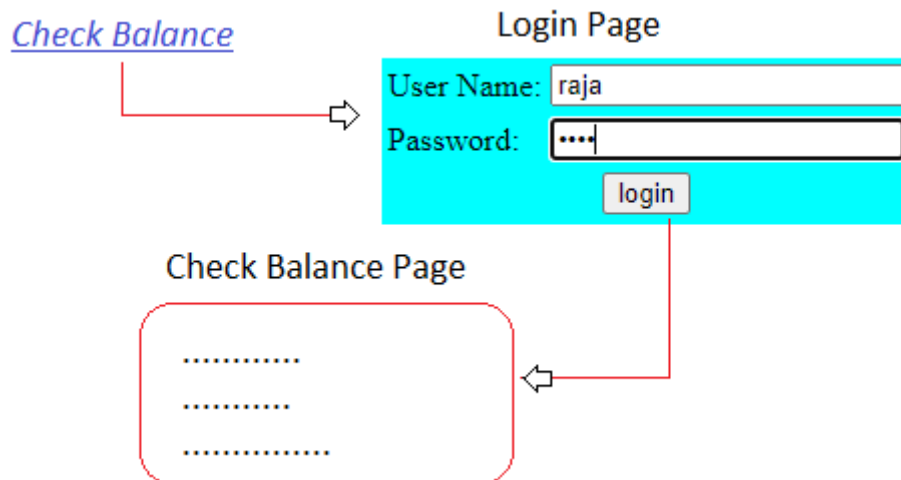 Check Balance
Login Page
User Name: raja
Password: ••••
login
Check Balance Page
............
...........
...............